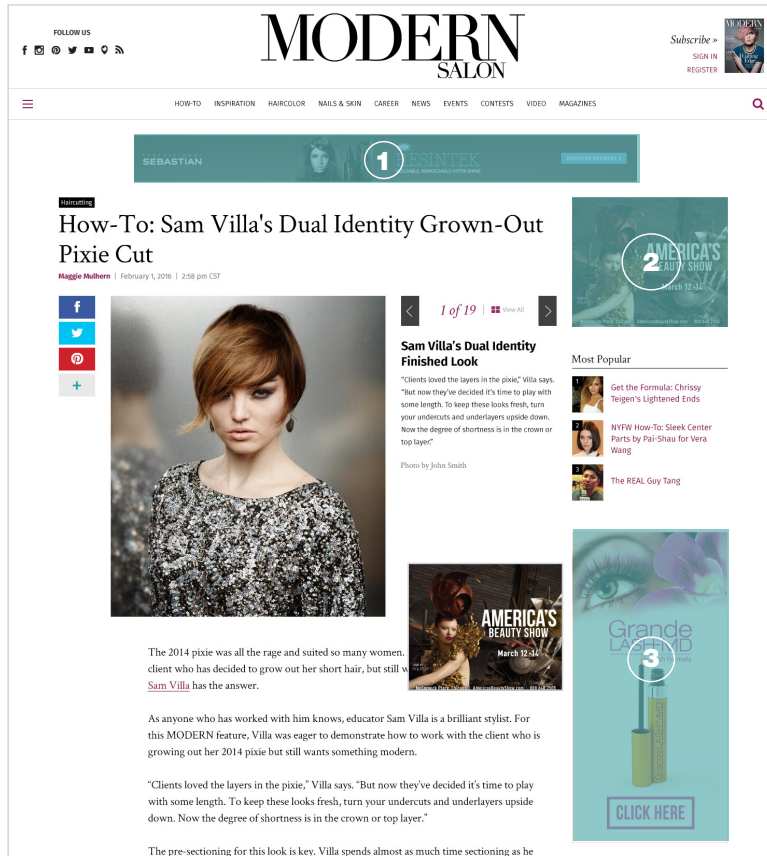 FOLLOW US
MODERN
SALON
Subscribe »
SIGN IN
REGISTER
MODERN
HOW-TO INSPIRATION HAIRCOLOR NAILS & SKIN CAREER NEWS EVENTS CONTESTS VIDEO MAGAZINES
SEBASTIAN
1
RESINTEK
Haircutting
How-To: Sam Villa's Dual Identity Grown-Out
Pixie Cut
Maggie Mulhern | February 1, 2016 | 2:58 pm CST
1 of 19 | View All
Sam Villa's Dual Identity
Finished Look
"Clients loved the layers in the pixie," Villa says.
"But now they've decided it's time to play with
some length. To keep these looks fresh, turn
your undercuts and underlayers upside down.
Now the degree of shortness is in the crown or
top layer."
Photo by John Smith
AMERICA'S
BEAUTY SHOW
2
March 12-14
Most Popular
1
Get the Formula: Chrissy
Teigen's Lightened Ends
2
NYFW How-To: Sleek Center
Parts by Pai-Shau for Vera
Wang
3
The REAL Guy Tang
AMERICA'S
BEAUTY SHOW
March 12-14
McCormick Place, Chicago AmericasBeautyShow.com 800.648.2505
Grande
LASH-MD
3
GrandeLASH-MD
CLICK HERE
The 2014 pixie was all the rage and suited so many women.
client who has decided to grow out her short hair, but still
Sam Villa has the answer.
As anyone who has worked with him knows, educator Sam Villa is a brilliant stylist. For
this MODERN feature, Villa was eager to demonstrate how to work with the client who is
growing out her 2014 pixie but still wants something modern.
"Clients loved the layers in the pixie," Villa says. "But now they've decided it's time to play
with some length. To keep these looks fresh, turn your undercuts and underlayers upside
down. Now the degree of shortness is in the crown or top layer."
The pre-sectioning for this look is key. Villa spends almost as much time sectioning as he